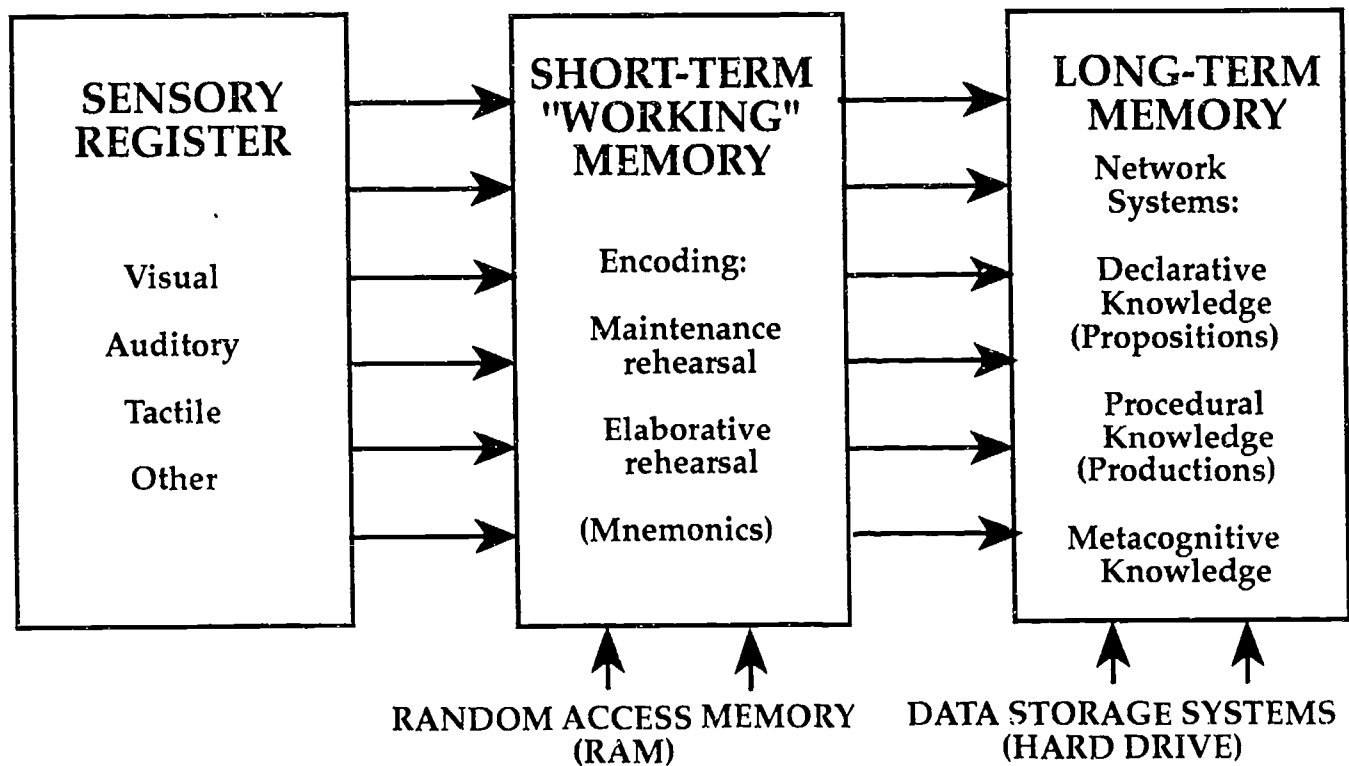 SENSORY
REGISTER
Visual
Auditory
Tactile
Other
SHORT-TERM
"WORKING"
MEMORY
Encoding:
Maintenance
rehearsal
Elaborative
rehearsal
(Mnemonics)
LONG-TERM
MEMORY
Network
Systems:
Declarative
Knowledge
(Propositions)
Procedural
Knowledge
(Productions)
Metacognitive
Knowledge
RANDOM ACCESS MEMORY
(RAM)
DATA STORAGE SYSTEMS
(HARD DRIVE)